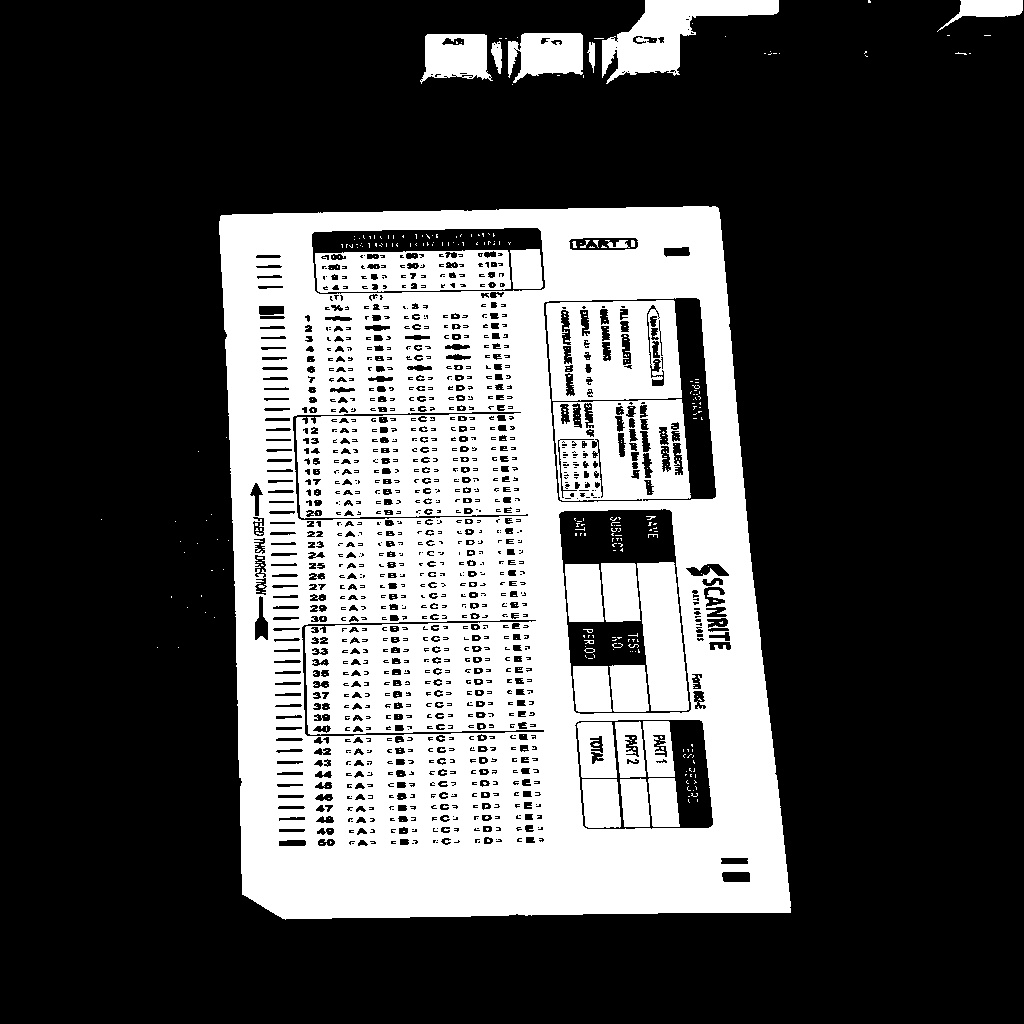 Alt
Fn
Ctrl
SUBJECTIVE SCORE
INSTRUCTOR USE ONLY
PART 1
100 90 80 70 60
50 40 30 20 10
9 8 7 6 5
4 3 2 1 0
(T) (F) KEY
% 2 3
1 B C D E
2 A C D E
3 A B D E
4 A B C E
5 A B C E
6 A B D E
7 A C D E
8 B C D E
9 A B C D E
10 A B C D E
11 A B C D E
12 A B C D E
13 A B C D E
14 A B C D E
15 A B C D E
16 A B C D E
17 A B C D E
18 A B C D E
19 A B C D E
20 A B C D E
21 A B C D E
22 A B C D E
23 A B C D E
24 A B C D E
25 A B C D E
26 A B C D E
27 A B C D E
28 A B C D E
29 A B C D E
30 A B C D E
31 A B C D E
32 A B C D E
33 A B C D E
34 A B C D E
35 A B C D E
36 A B C D E
37 A B C D E
38 A B C D E
39 A B C D E
40 A B C D E
41 A B C D E
42 A B C D E
43 A B C D E
44 A B C D E
45 A B C D E
46 A B C D E
47 A B C D E
48 A B C D E
49 A B C D E
50 A B C D E
FEED THIS DIRECTION
IMPORTANT
Use No.2 Pencil Only
• FILL BOX COMPLETELY
• MAKE DARK MARKS
• EXAMPLE:
• COMPLETELY ERASE TO CHANGE
TO USE SUBJECTIVE
SCORE FEATURE:
• Mark total possible subjective points
• Only one mark per line on key
• 163 points maximum
EXAMPLE OF
STUDENT
SCORE:
NAME
SUBJECT
DATE
TEST
NO.
PERIOD
SCANRITE
DATA SOLUTIONS
Form 882-E
TEST RECORD
PART 1
PART 2
TOTAL